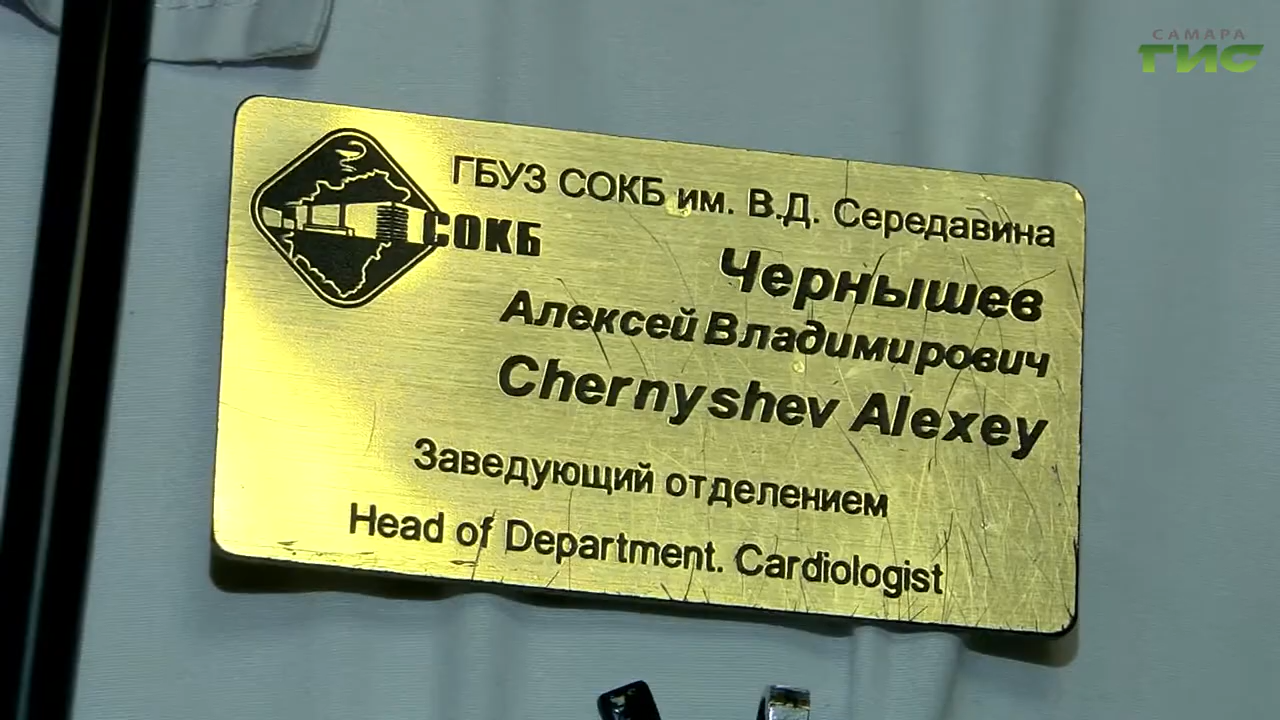 САМАРА
ГИС
ГБУЗ СОКБ им. В.Д. Середавина
СОКБ
Чернышев
Алексей Владимирович
Chernyshev Alexey
Заведующий отделением
Head of Department. Cardiologist